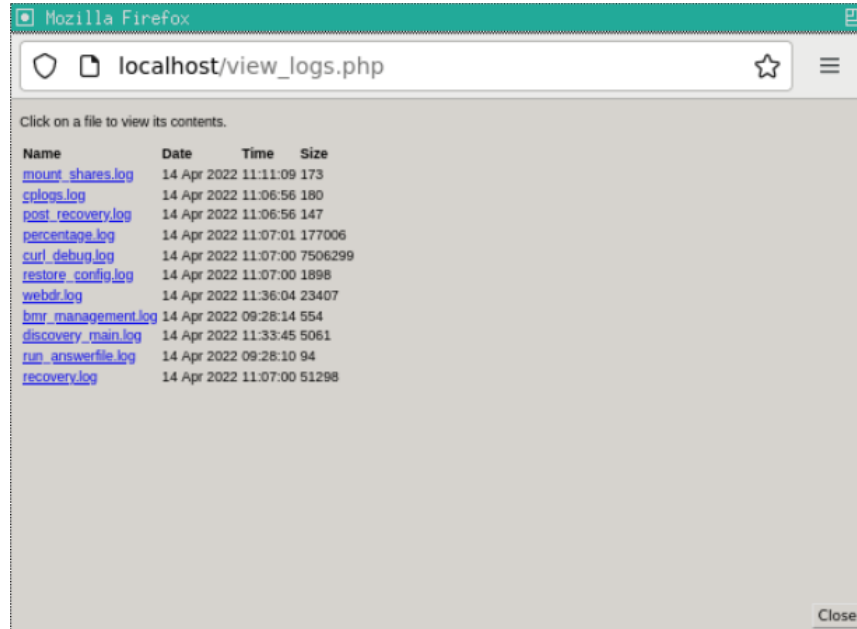 Mozilla Firefox
localhost/view_logs.php
Click on a file to view its contents.
Name Date Time Size
mount_shares.log 14 Apr 2022 11:11:09 173
cplogs.log 14 Apr 2022 11:06:56 180
post_recovery.log 14 Apr 2022 11:06:56 147
percentage.log 14 Apr 2022 11:07:01 177006
curl_debug.log 14 Apr 2022 11:07:00 7506299
restore_config.log 14 Apr 2022 11:07:00 1898
webdr.log 14 Apr 2022 11:36:04 23407
bmr_management.log 14 Apr 2022 09:28:14 554
discovery_main.log 14 Apr 2022 11:33:45 5061
run_answerfile.log 14 Apr 2022 09:28:10 94
recovery.log 14 Apr 2022 11:07:00 51298
Close